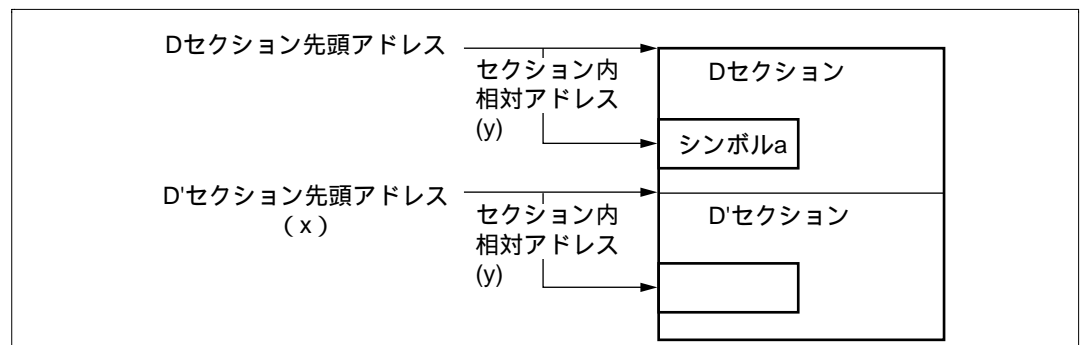 Dセクション先頭アドレス
セクション内
相対アドレス
(y)
Dセクション
シンボルa
D'セクション先頭アドレス
（x）
セクション内
相対アドレス
(y)
D'セクション